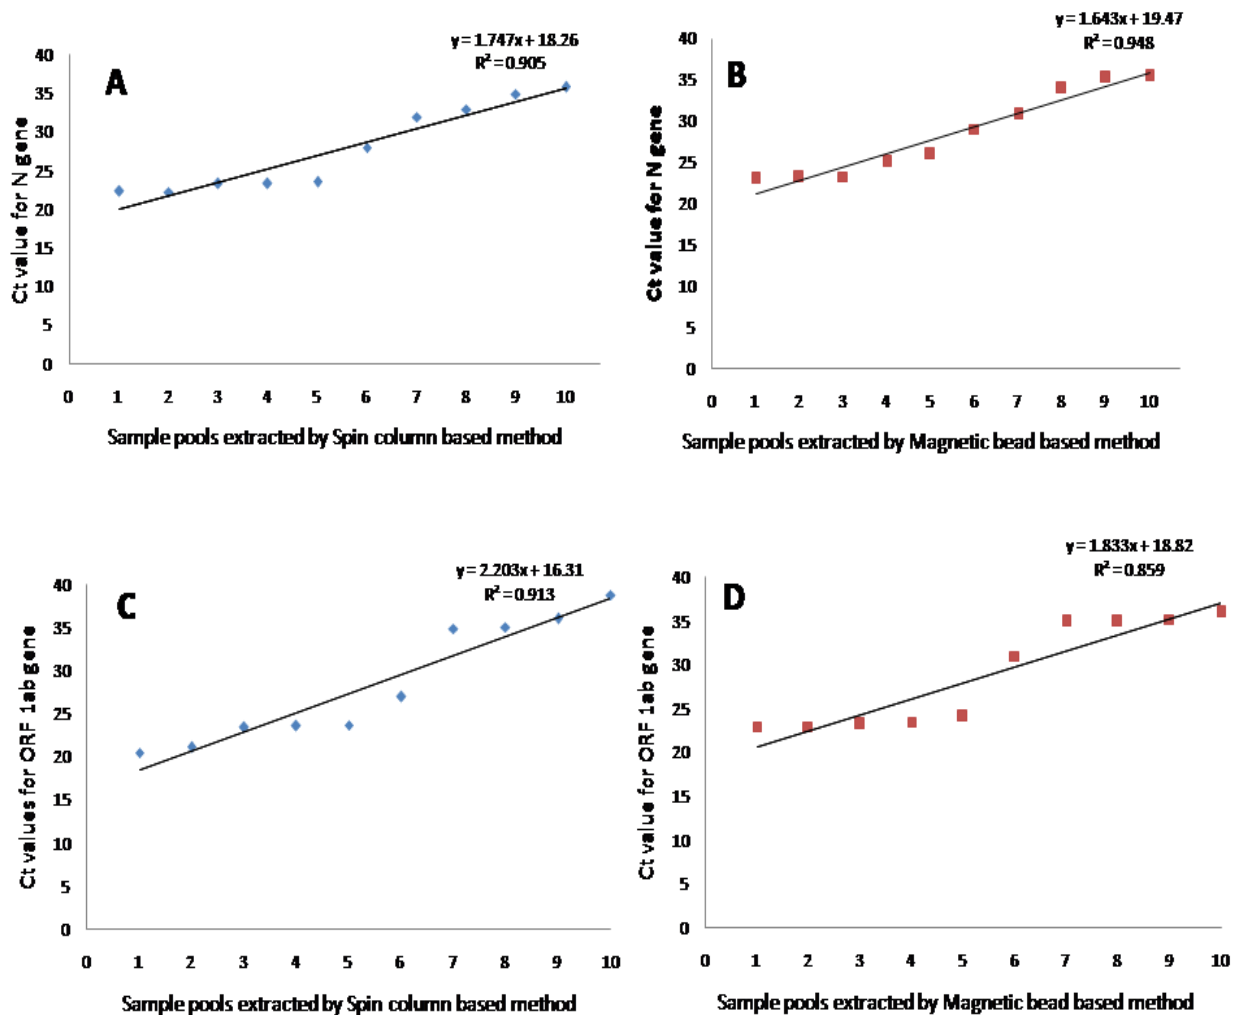 y = 1.747x + 18.26
R² = 0.905
A
Ct value for N gene
40
35
30
25
20
15
10
5
0
0 1 2 3 4 5 6 7 8 9 10
Sample pools extracted by Spin column based method
y = 1.643x + 19.47
R² = 0.948
B
Ct value for N gene
40
35
30
25
20
15
10
5
0
0 1 2 3 4 5 6 7 8 9 10
Sample pools extracted by Magnetic bead based method
y = 2.203x + 16.31
R² = 0.913
C
Ct values for ORF 1ab gene
40
35
30
25
20
15
10
5
0
0 1 2 3 4 5 6 7 8 9 10
Sample pools extracted by Spin column based method
y = 1.833x + 18.82
R² = 0.859
D
Ct value for ORF 1ab gene
40
35
30
25
20
15
10
5
0
0 1 2 3 4 5 6 7 8 9 10
Sample pools extracted by Magnetic bead based method